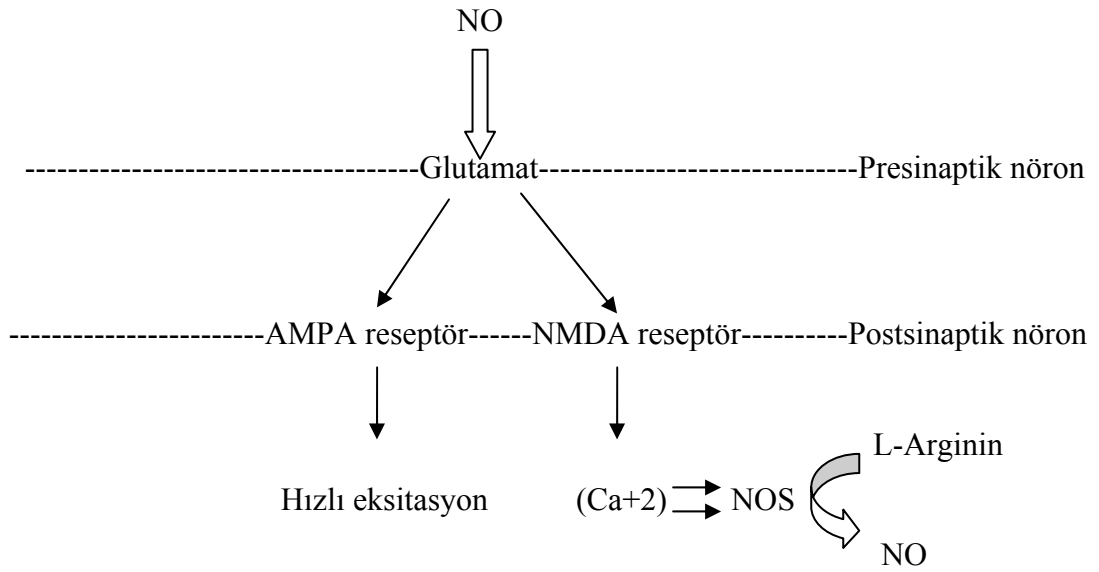 NO
-------------------------------------Glutamat------------------------------Presinaptik nöron
------------------------AMPA reseptör------NMDA reseptör----------Postsinaptik nöron
L-Arginin
Hızlı eksitasyon (Ca+2) NOS
NO